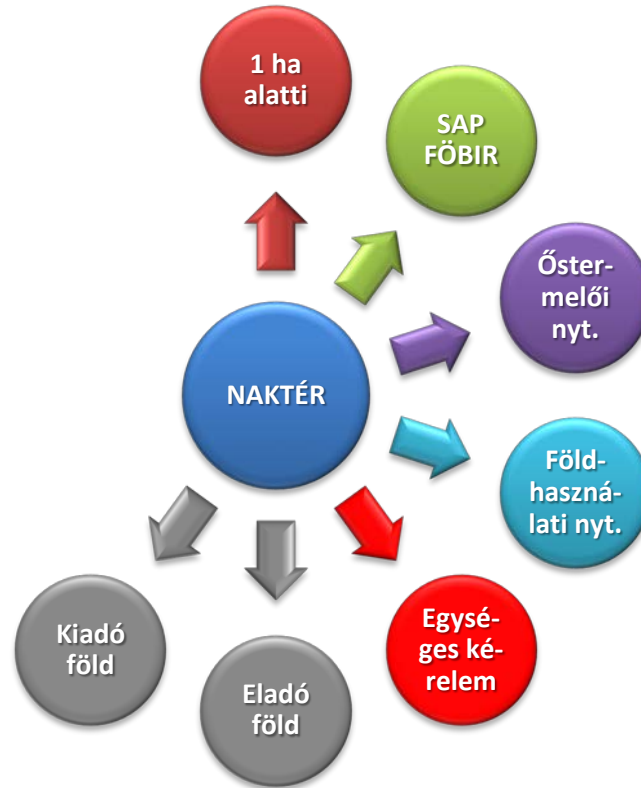 1 ha
alatti
SAP
FÖBIR
Őster-
melői
nyt.
NAKTÉR
Föld-
haszná-
lati nyt.
Egysé-
ges ké-
relem
Eladó
föld
Kiadó
föld